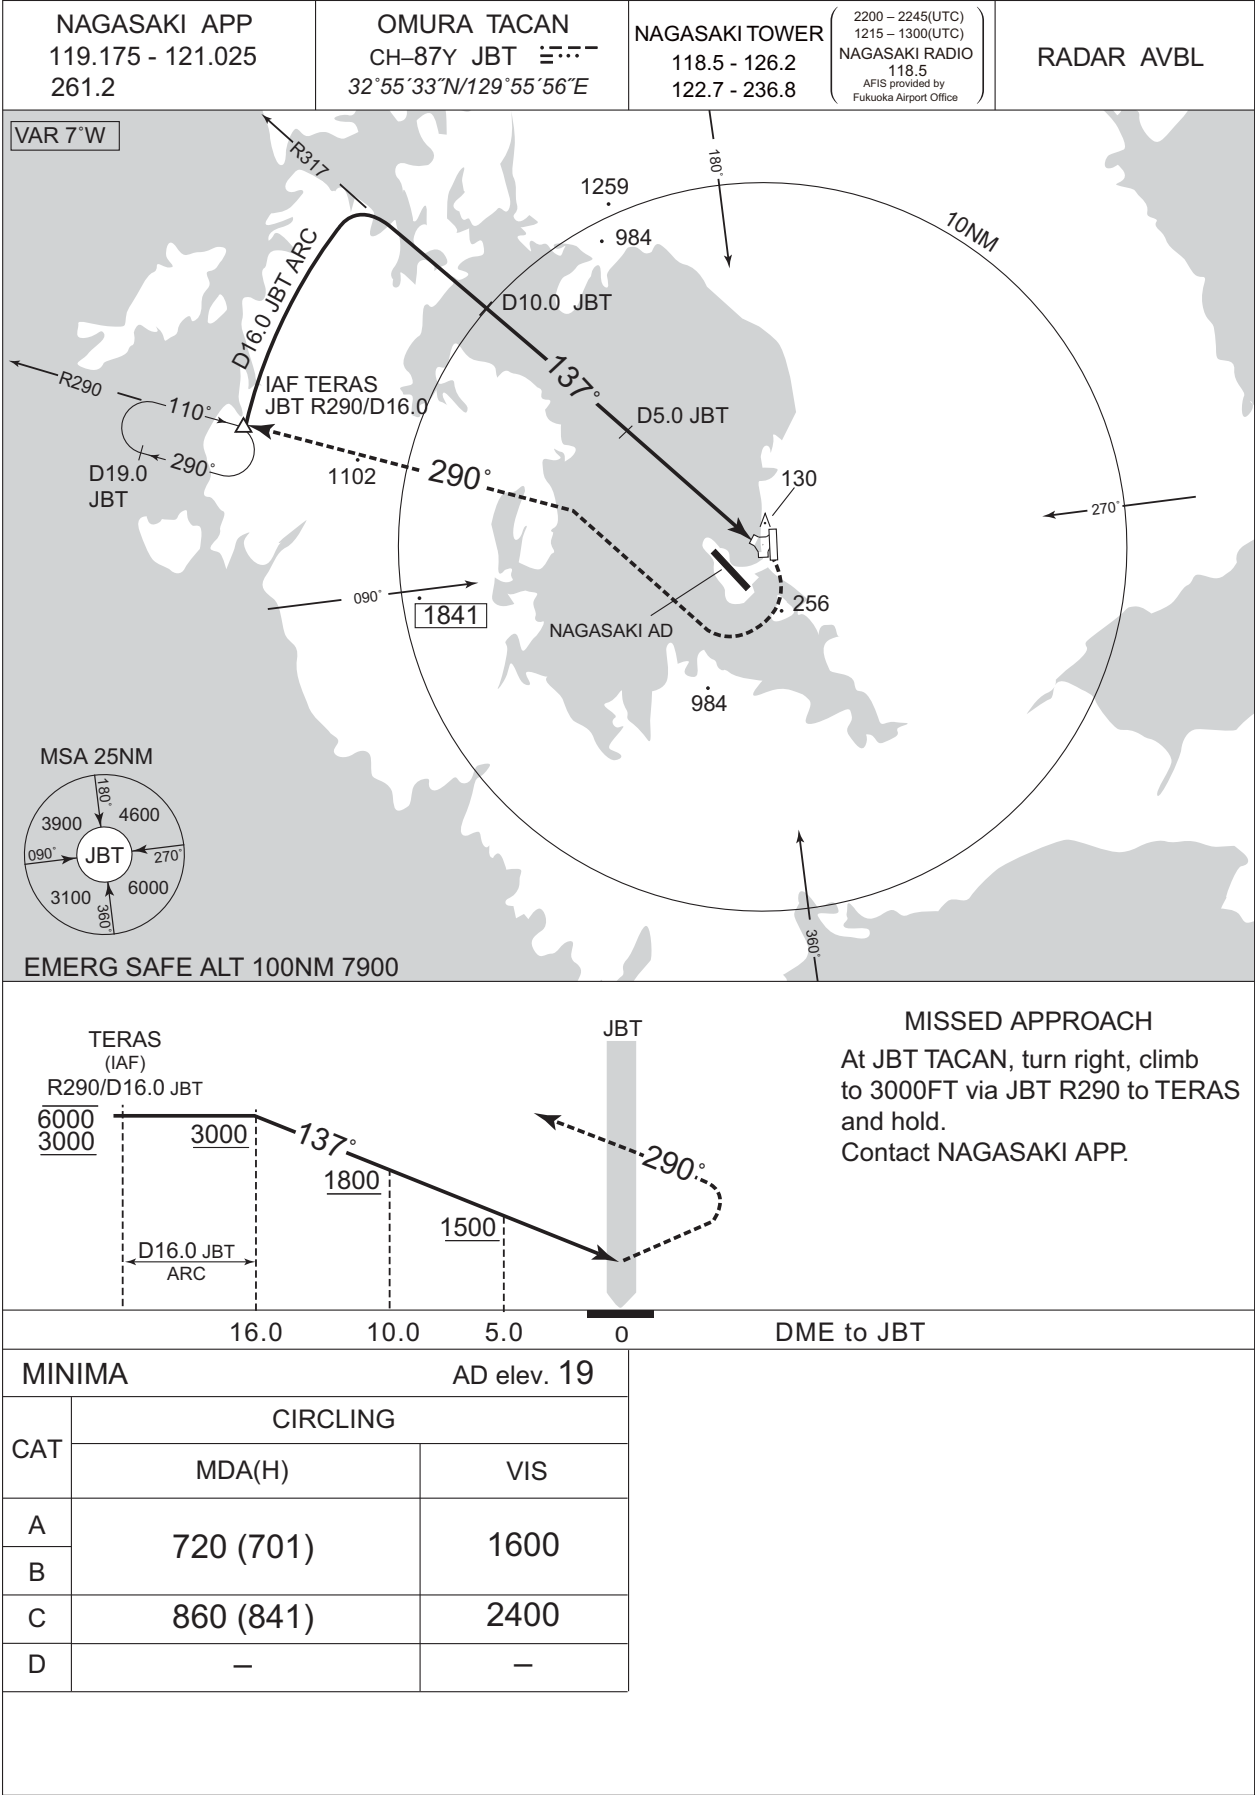 NAGASAKI APP
119.175 - 121.025
261.2
OMURA TACAN
CH–87Y JBT
32°55´33˝N/129°55´56˝E
NAGASAKI TOWER
118.5 - 126.2
122.7 - 236.8
2200 – 2245(UTC)
1215 – 1300(UTC)
NAGASAKI RADIO
118.5
AFIS provided by
Fukuoka Airport Office
RADAR AVBL
VAR 7°W
R317
180°
1259
984
10NM
D16.0 JBT ARC
D10.0 JBT
137°
IAF TERAS
JBT R290/D16.0
R290
110°
290°
D19.0
JBT
D5.0 JBT
1102
290°
130
270°
090°
1841
256
NAGASAKI AD
984
360°
MSA 25NM
180°
3900
4600
090°
JBT
270°
3100
6000
360°
EMERG SAFE ALT 100NM 7900
TERAS
(IAF)
R290/D16.0 JBT
6000
3000
3000
137°
1800
1500
D16.0 JBT
ARC
JBT
290°
MISSED APPROACH
At JBT TACAN, turn right, climb
to 3000FT via JBT R290 to TERAS
and hold.
Contact NAGASAKI APP.
16.0 10.0 5.0 0 DME to JBT
MINIMA AD elev. 19
CAT
CIRCLING
MDA(H) VIS
A
B
720 (701) 1600
C 860 (841) 2400
D – –